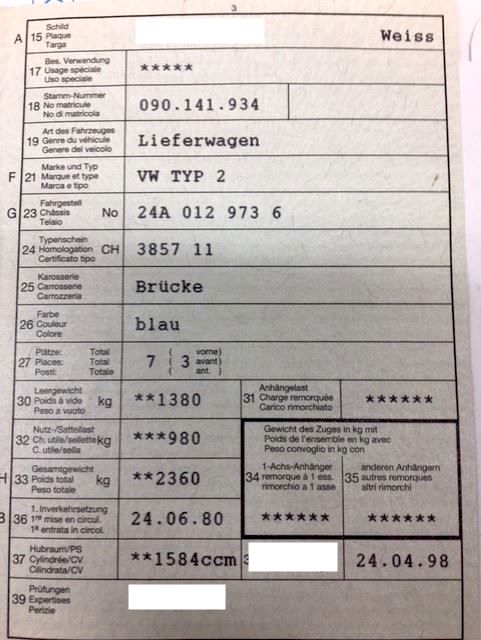 3
A 15 Schild
Plaque
Targa
Weiss
17 Bes. Verwendung
Usage spéciale
Uso speciale
*****
18 Stamm-Nummer
No matricule
No di matricola
090.141.934
19 Art des Fahrzeuges
Genre du véhicule
Genere del veicolo
Lieferwagen
F 21 Marke und Typ
Marque et type
Marca e tipo
VW TYP 2
G 23 Fahrgestell
Châssis No
Telaio
24A 012 973 6
24 Typenschein
Homologation CH
Certificato tipo
3857 11
25 Karosserie
Carrosserie
Carrozzeria
Brücke
26 Farbe
Couleur
Colore
blau
27 Plätze: Total
Places: Total
Posti: Totale
7 ( 3 vorne)
( avant)
( ant. )
30 Leergewicht
Poids à vide kg
Peso a vuoto
**1380
31 Anhängelast
Charge remorquée
Carico rimorchiato
******
32 Nutz-/Sattellast
Ch. utile/sellette kg
C. utile/sella
***980
Gewicht des Zuges in kg mit
Poids de l'ensemble en kg avec
Peso convoglio in kg con
H 33 Gesamtgewicht
Poids total kg
Peso totale
**2360
34 1-Achs-Anhänger
remorque à 1 ess.
rimorchio a 1 asse
******
35 anderen Anhängern
autres remorques
altri rimorchi
******
B 36 1. Inverkehrsetzung
1re mise en circul.
1a entrata in circol.
24.06.80
37 Hubraum/PS
Cylindrée/CV
Cilindrata/CV
**1584ccm
3
24.04.98
39 Prüfungen
Expertises
Perizie